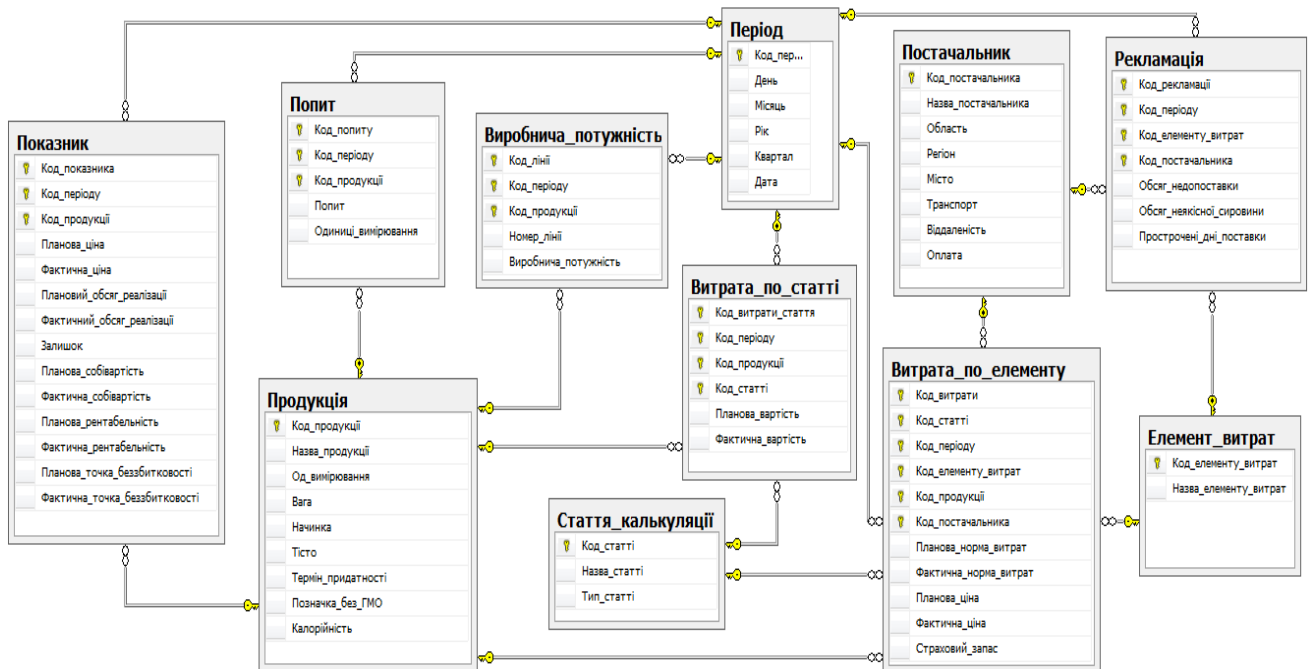 Показник
Код_показника
Код_періоду
Код_продукції
Планова_ціна
Фактична_ціна
Плановий_обсяг_реалізації
Фактичний_обсяг_реалізації
Залишок
Планова_собівартість
Фактична_собівартість
Планова_рентабельність
Фактична_рентабельність
Планова_точка_беззбитковості
Фактична_точка_беззбитковості
Попит
Код_попиту
Код_періоду
Код_продукції
Попит
Одиниці_вимірювання
Виробнича_потужність
Код_лінії
Код_періоду
Код_продукції
Номер_лінії
Виробнича_потужність
Період
Код_пер...
День
Місяць
Рік
Квартал
Дата
Постачальник
Код_постачальника
Назва_постачальника
Область
Регіон
Місто
Транспорт
Віддаленість
Оплата
Рекламація
Код_рекламації
Код_періоду
Код_елементу_витрат
Код_постачальника
Обсяг_недопоставки
Обсяг_неякісної_сировини
Прострочені_дні_поставки
Продукція
Код_продукції
Назва_продукції
Од_вимірювання
Вага
Начинка
Тісто
Термін_придатності
Позначка_без_ГМО
Калорійність
Витрата_по_статті
Код_витрати_стаття
Код_періоду
Код_продукції
Код_статті
Планова_вартість
Фактична_вартість
Стаття_калькуляції
Код_статті
Назва_статті
Тип_статті
Витрата_по_елементу
Код_витрати
Код_статті
Код_періоду
Код_елементу_витрат
Код_продукції
Код_постачальника
Планова_норма_витрат
Фактична_норма_витрат
Планова_ціна
Фактична_ціна
Страховий_запас
Елемент_витрат
Код_елементу_витрат
Назва_елементу_витрат